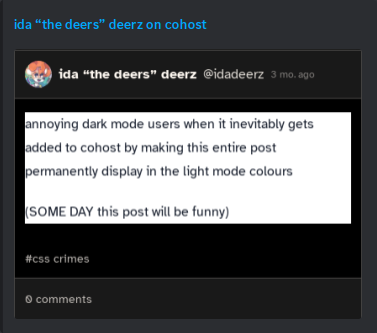 ida “the deers” deerz on cohost
ida “the deers” deerz @idadeerz 3 mo. ago
annoying dark mode users when it inevitably gets
added to cohost by making this entire post
permanently display in the light mode colours
(SOME DAY this post will be funny)
#css crimes
0 comments